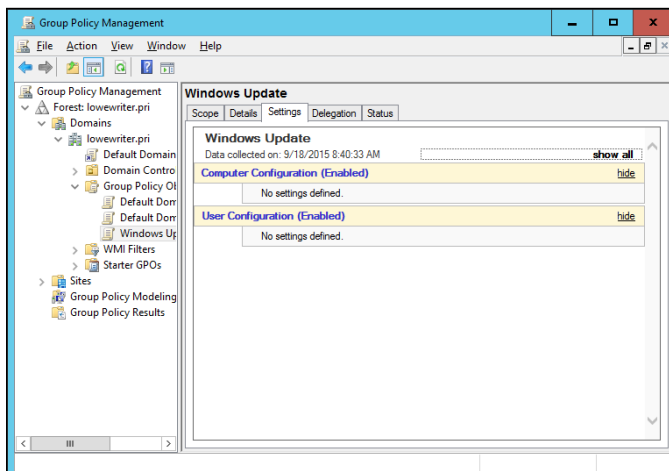 Group Policy Management
File Action View Window Help
Group Policy Management
Forest: lowewriter.pri
Domains
lowewriter.pri
Default Domain
Domain Contro
Group Policy Ob
Default Dom
Default Dom
Windows Up
WMI Filters
Starter GPOs
Sites
Group Policy Modeling
Group Policy Results
Windows Update
Scope Details Settings Delegation Status
Windows Update
Data collected on: 9/18/2015 8:40:33 AM show all
Computer Configuration (Enabled) hide
No settings defined.
User Configuration (Enabled) hide
No settings defined.